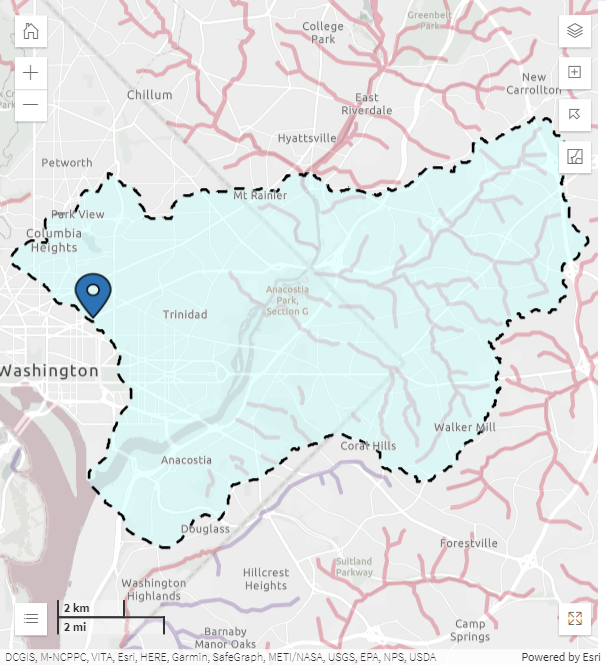 College
Park
Greenbelt
Park
New
Carrollton
Chillum
East
Riverdale
Hyattsville
Petworth
Mt Rainier
Park View
Columbia
Heights
Anacostia
Park,
Section G
Trinidad
Washington
Walker Mill
Coral Hills
Anacostia
Douglass
Forestville
Suitland
Parkway
Hillcrest
Heights
Washington
Highlands
2 km
2 mi
Camp
Springs
Barnaby
Manor Oaks
DCGIS, M-NCPPC, VITA, Esri, HERE, Garmin, SafeGraph, METI/NASA, USGS, EPA, NPS, USDA
Powered by Esri